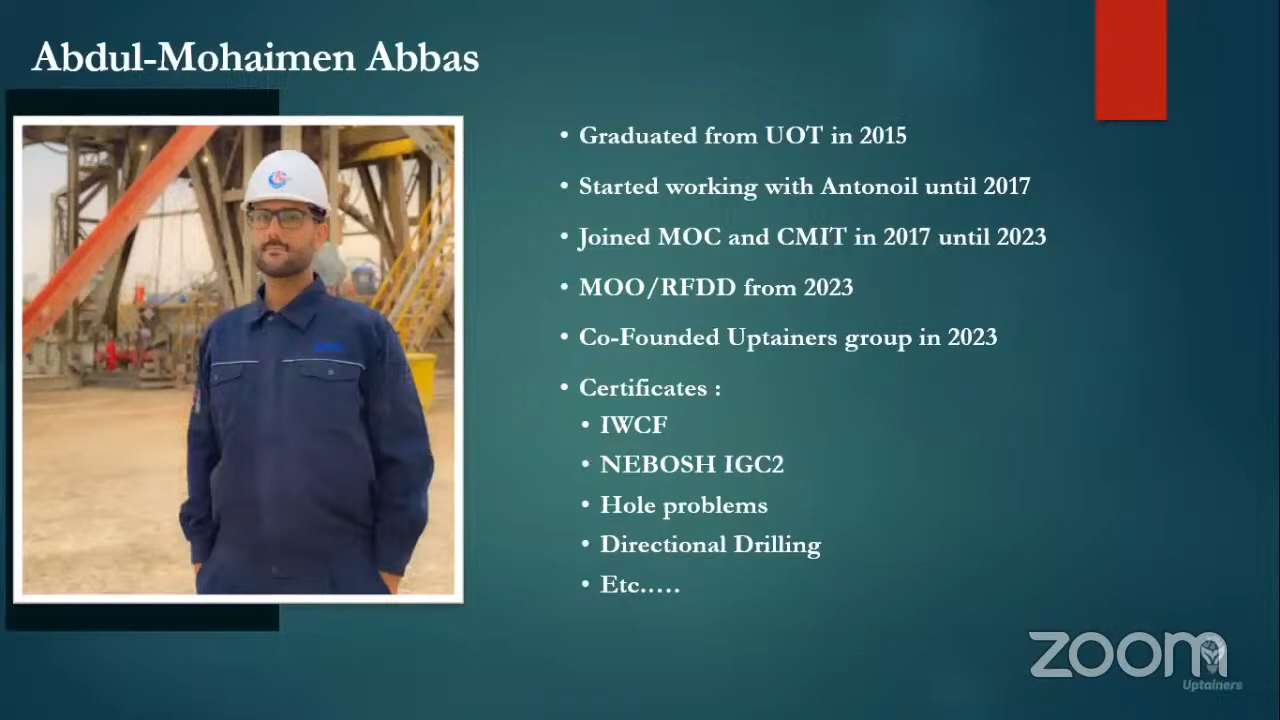 Abdul-Mohaimen Abbas
• Graduated from UOT in 2015
• Started working with Antonoil until 2017
• Joined MOC and CMIT in 2017 until 2023
• MOO/RFDD from 2023
• Co-Founded Uptainers group in 2023
• Certificates :
• IWCF
• NEBOSH IGC2
• Hole problems
• Directional Drilling
• Etc.....
zoom
Uptainers